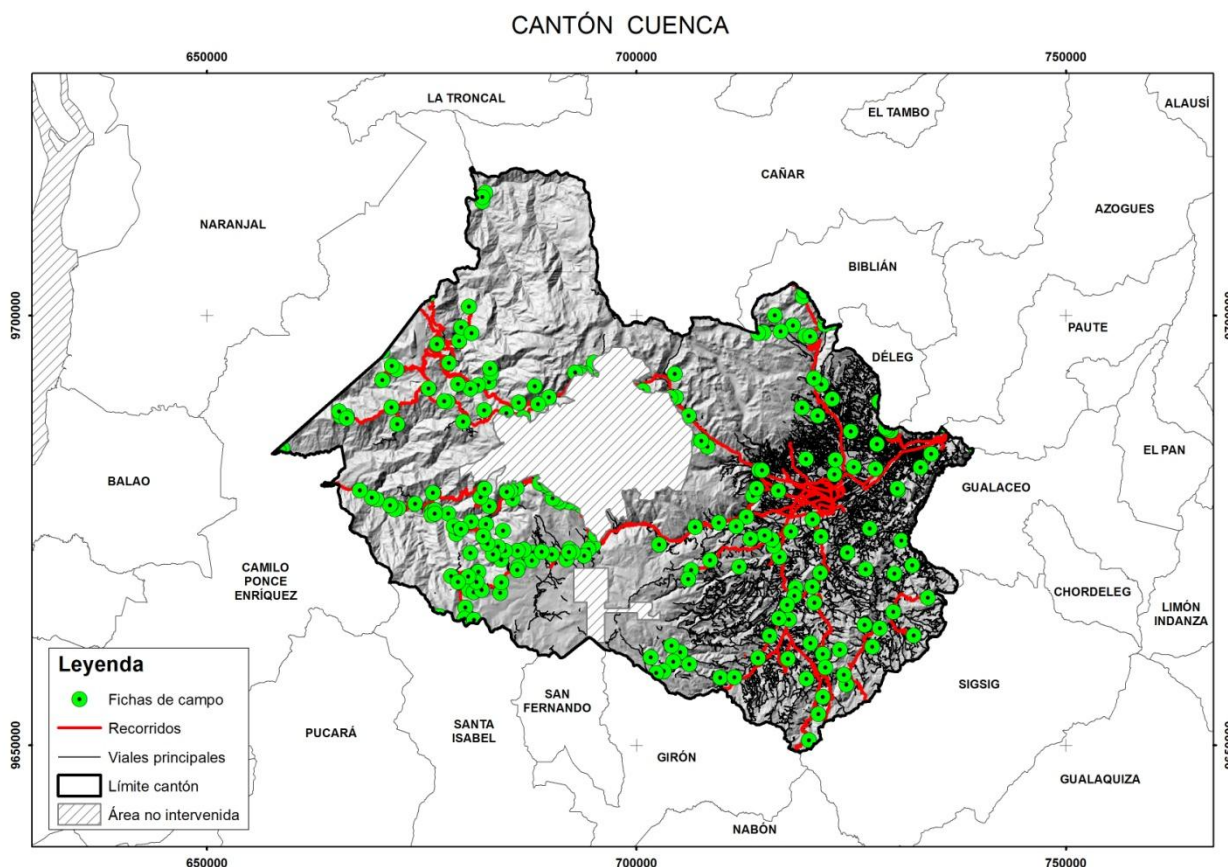 CANTÓN CUENCA
650000
700000
750000
LA TRONCAL
EL TAMBO
ALAUSÍ
CAÑAR
NARANJAL
AZOGUES
BIBLIÁN
9700000
9700000
PAUTE
DÉLEG
EL PAN
BALAO
GUALACEO
CAMILO
PONCE
ENRÍQUEZ
CHORDELEG
LIMÓN
INDANZA
Leyenda
Fichas de campo
Recorridos
Viales principales
Límite cantón
Área no intervenida
SAN
FERNANDO
SIGSIG
PUCARÁ
SANTA
ISABEL
9650000
9650000
GIRÓN
GUALAQUIZA
NABÓN
650000
700000
750000